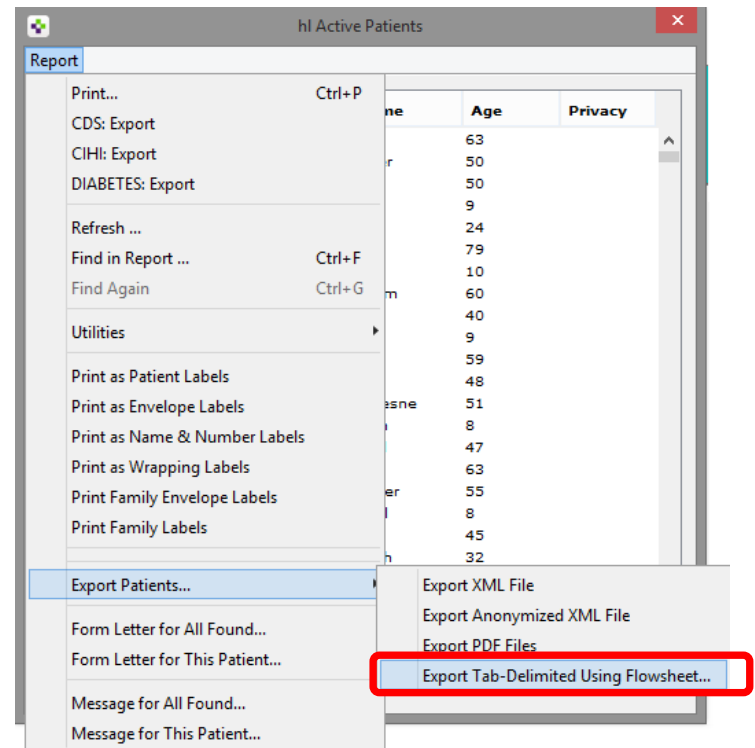 hl Active Patients
Report
Print... Ctrl+P
CDS: Export
CIHI: Export
DIABETES: Export
Refresh ...
Find in Report ... Ctrl+F
Find Again Ctrl+G
Utilities
Print as Patient Labels
Print as Envelope Labels
Print as Name & Number Labels
Print as Wrapping Labels
Print Family Envelope Labels
Print Family Labels
Export Patients...
Form Letter for All Found...
Form Letter for This Patient...
Message for All Found...
Message for This Patient...
Age Privacy
63
50
50
9
24
79
10
60
40
9
59
48
esne 51
8
47
63
er 55
8
45
32
Export XML File
Export Anonymized XML File
Export PDF Files
Export Tab-Delimited Using Flowsheet...